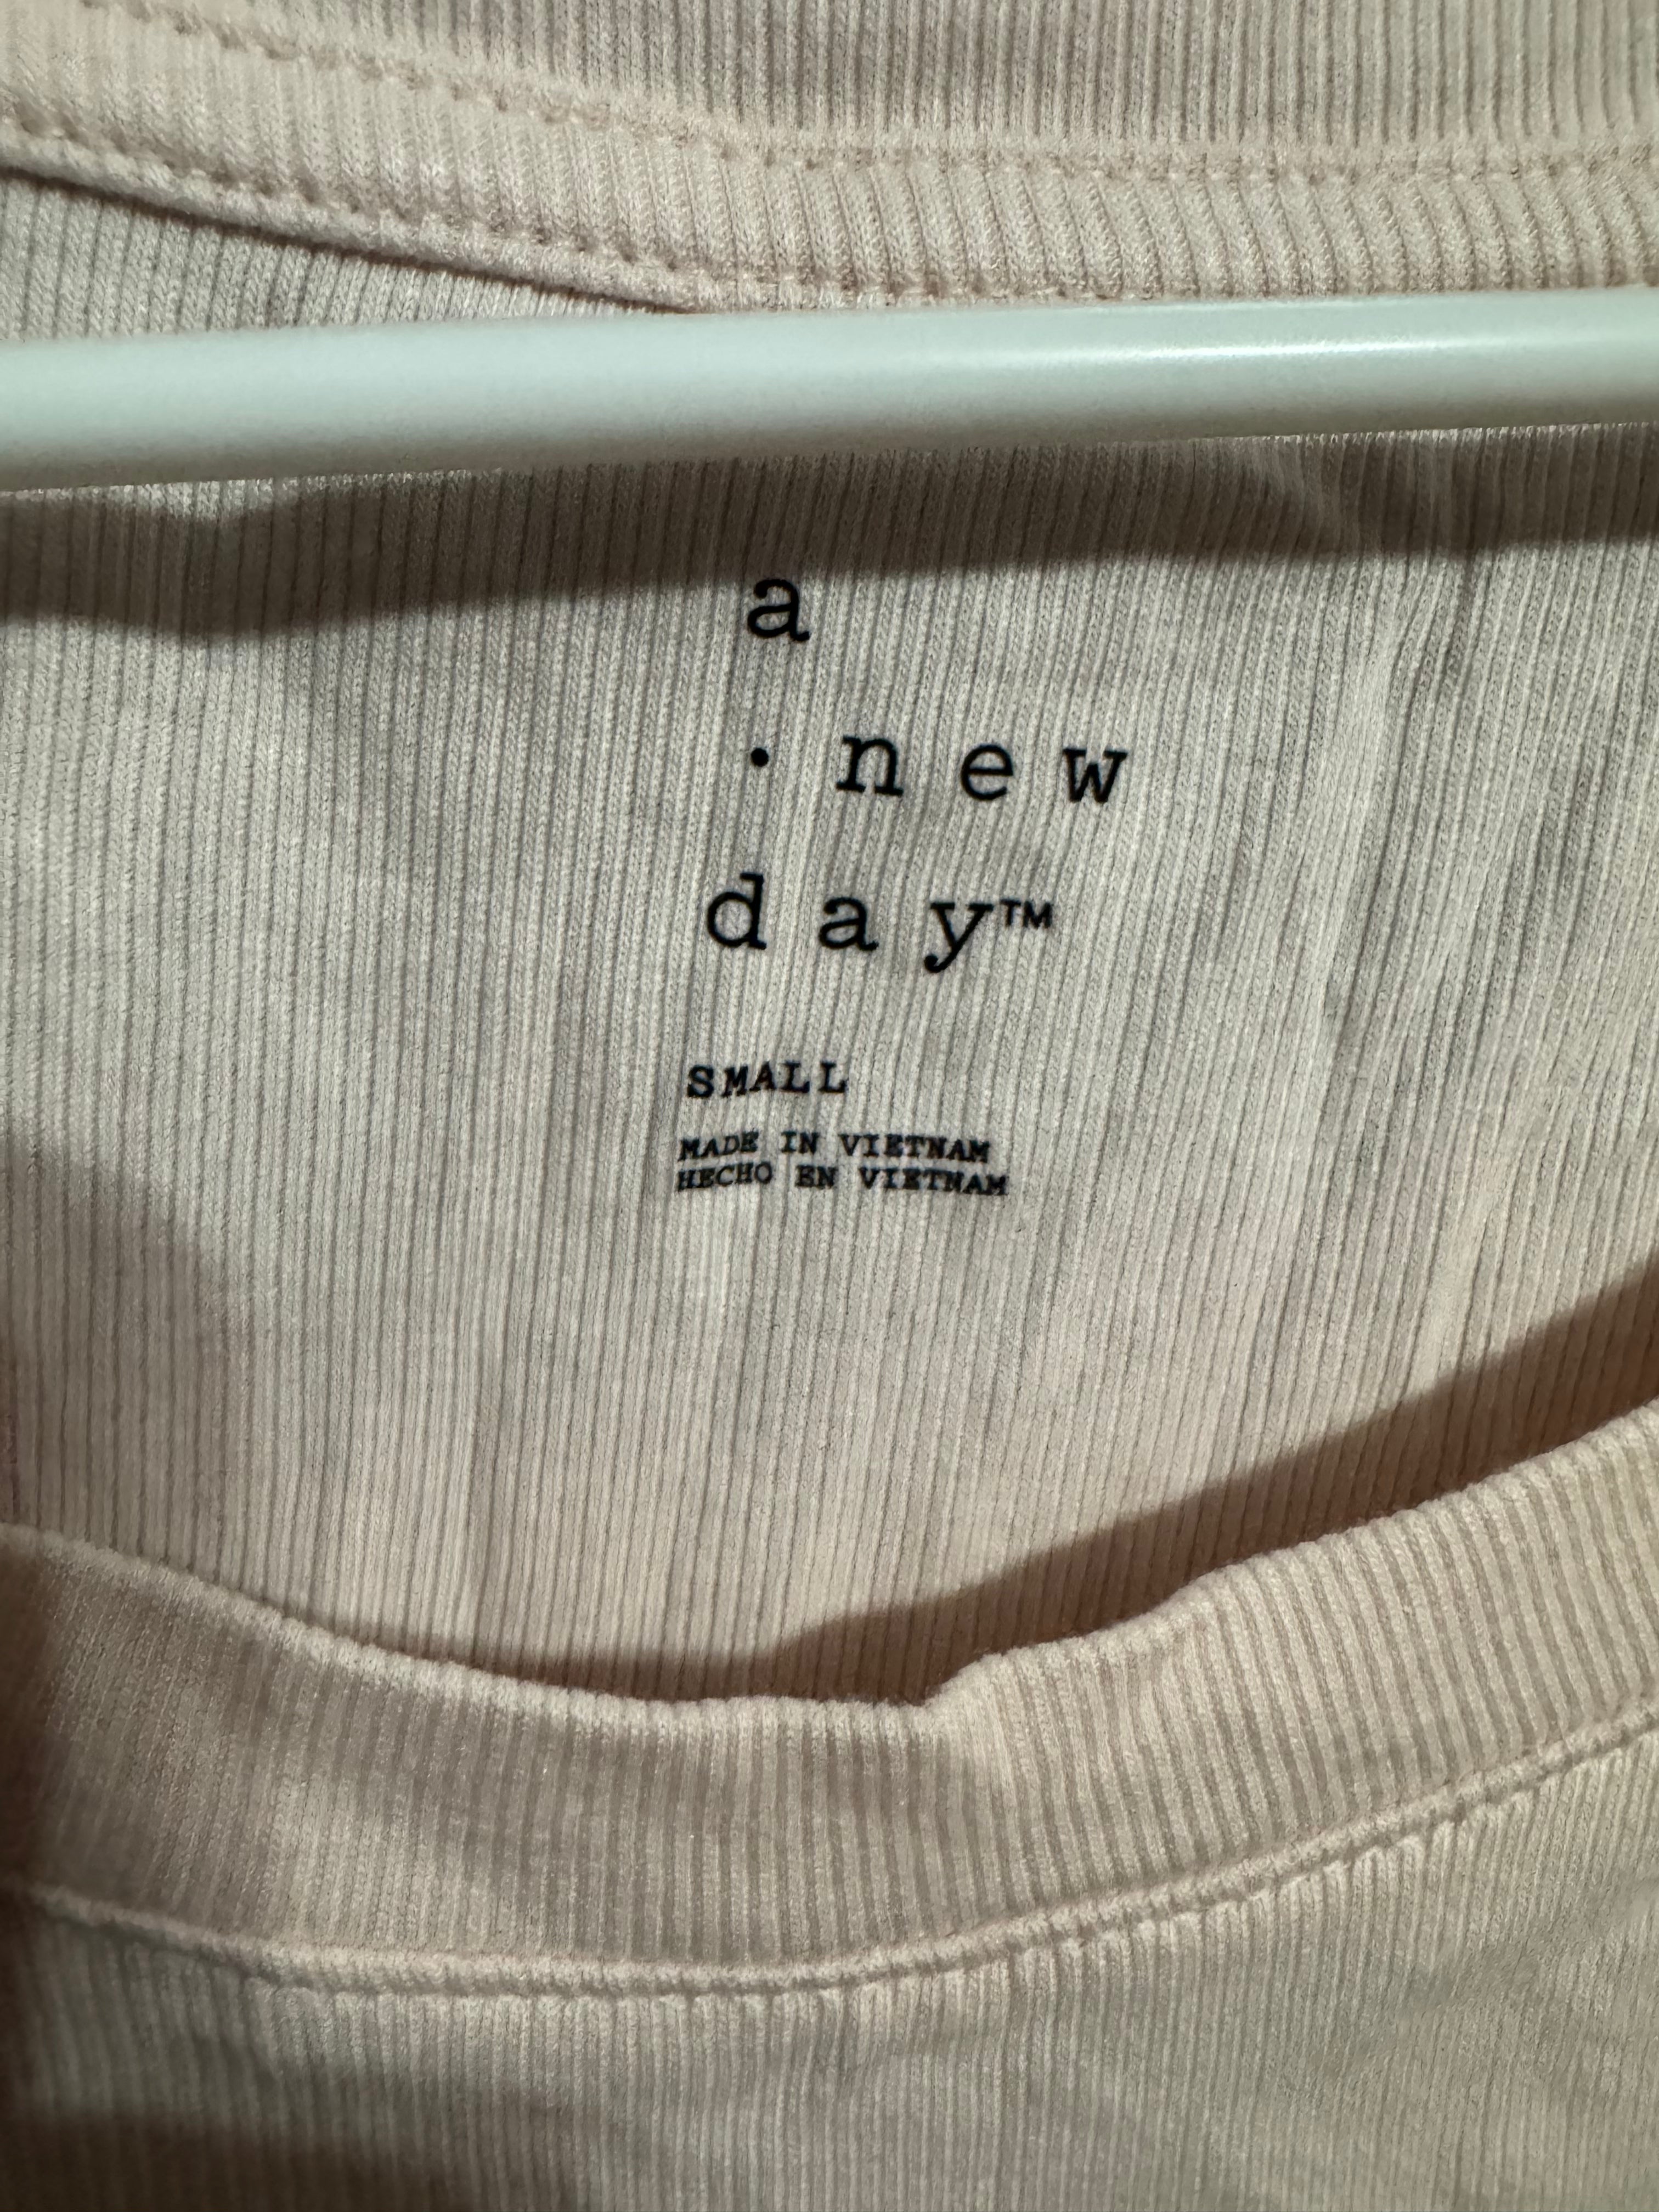 a
· new
day™
SMALL
MADE IN VIETNAM
HECHO EN VIETNAM